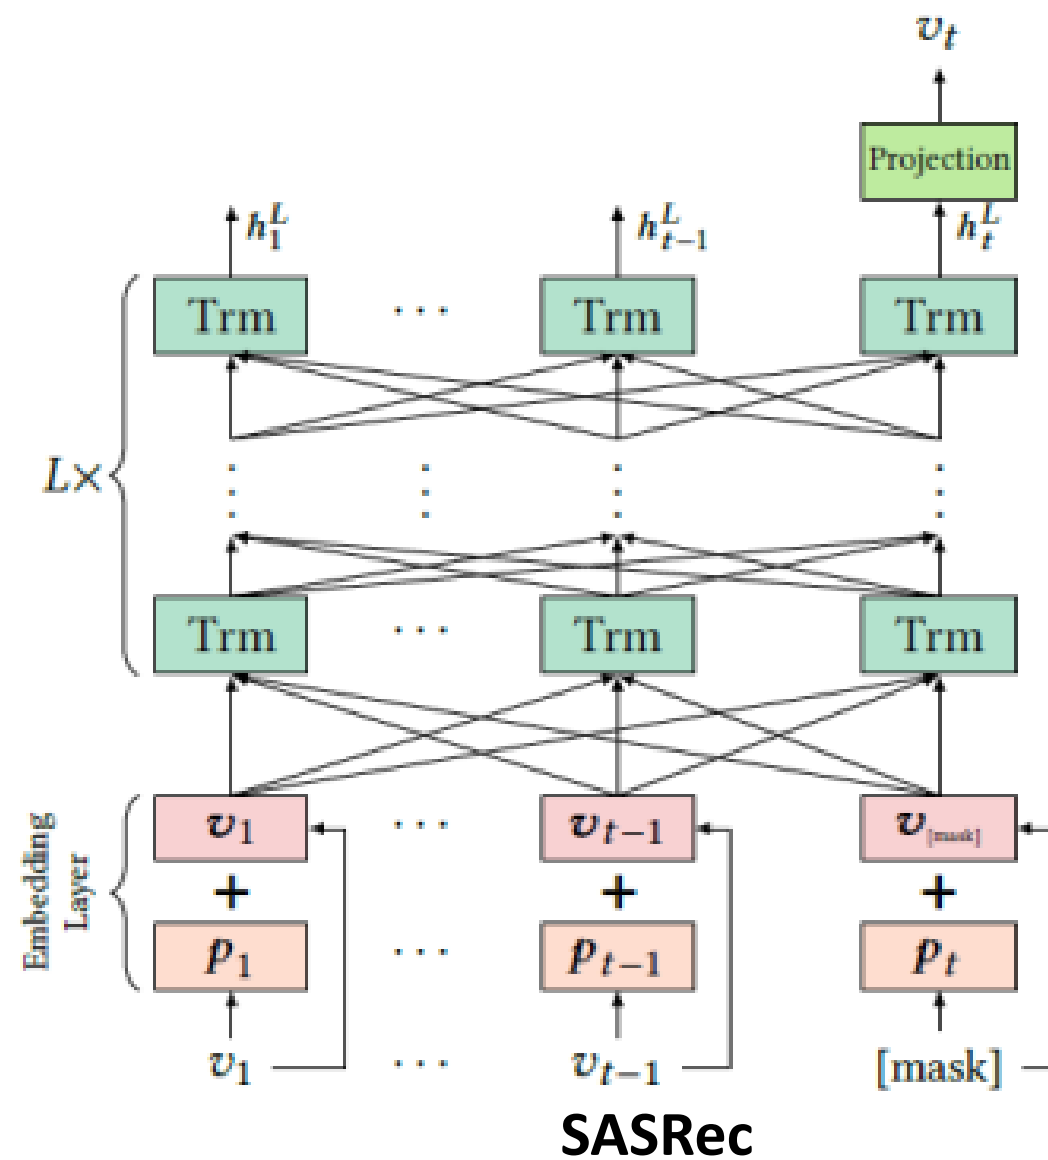 v_t
Projection
h_1^L h_{t-1}^L h_t^L
Trm ... Trm Trm
L×
Trm ... Trm Trm
Embedding
Layer
v_1 ... v_{t-1} v_[mask]
+ + +
p_1 ... p_{t-1} p_t
v_1 ... v_{t-1} [mask]
SASRec